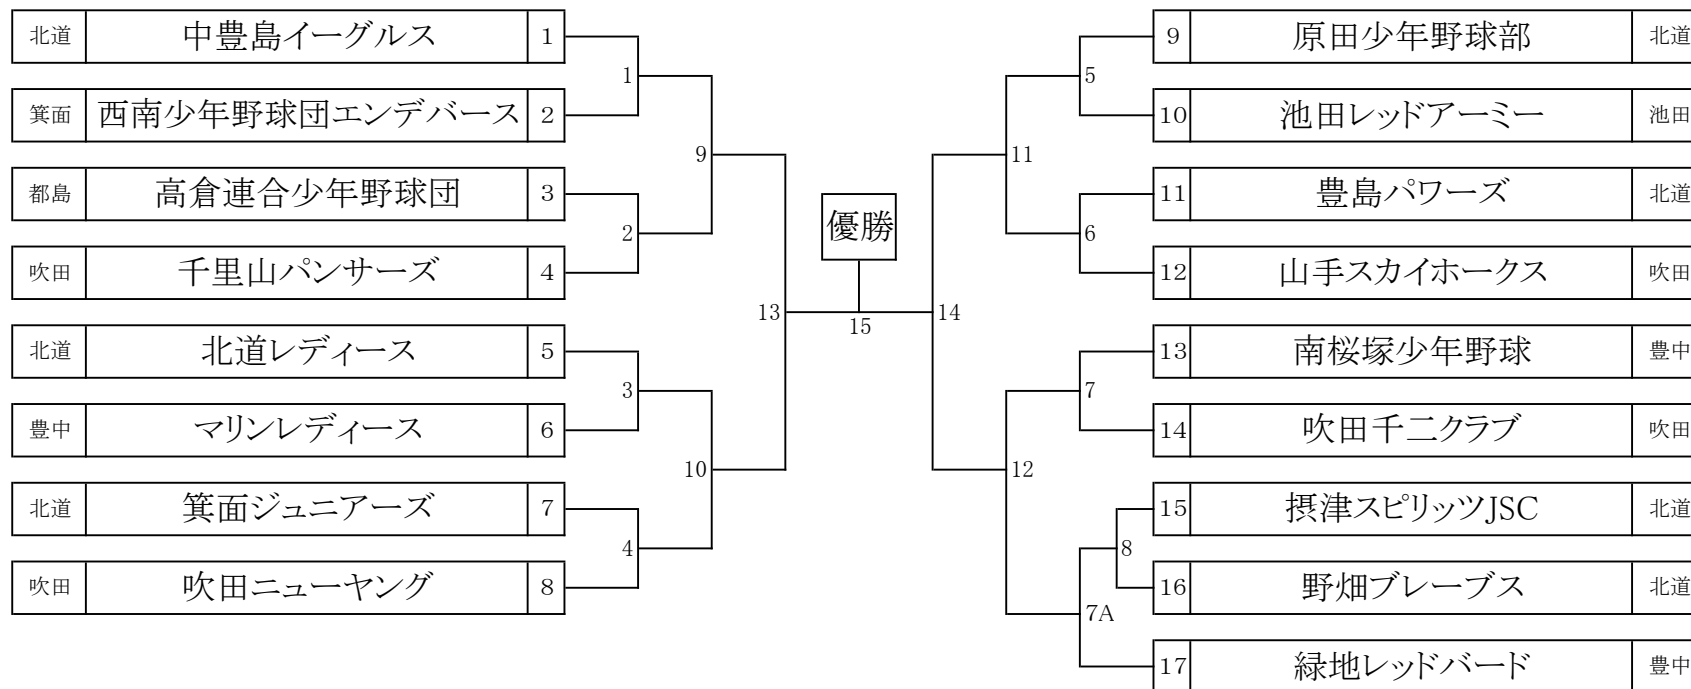 北道 中豊島イーグルス 1
箕面 西南少年野球団エンデバース 2
都島 高倉連合少年野球団 3
吹田 千里山パンサーズ 4
北道 北道レディース 5
豊中 マリンレディース 6
北道 箕面ジュニアーズ 7
吹田 吹田ニューヤング 8
1
2
3
4
9
10
13
優勝
15
14
11
12
5
6
7
8
7A
9 原田少年野球部 北道
10 池田レッドアーミー 池田
11 豊島パワーズ 北道
12 山手スカイホークス 吹田
13 南桜塚少年野球 豊中
14 吹田千二クラブ 吹田
15 摂津スピリッツJSC 北道
16 野畑ブレーブス 北道
17 緑地レッドバード 豊中